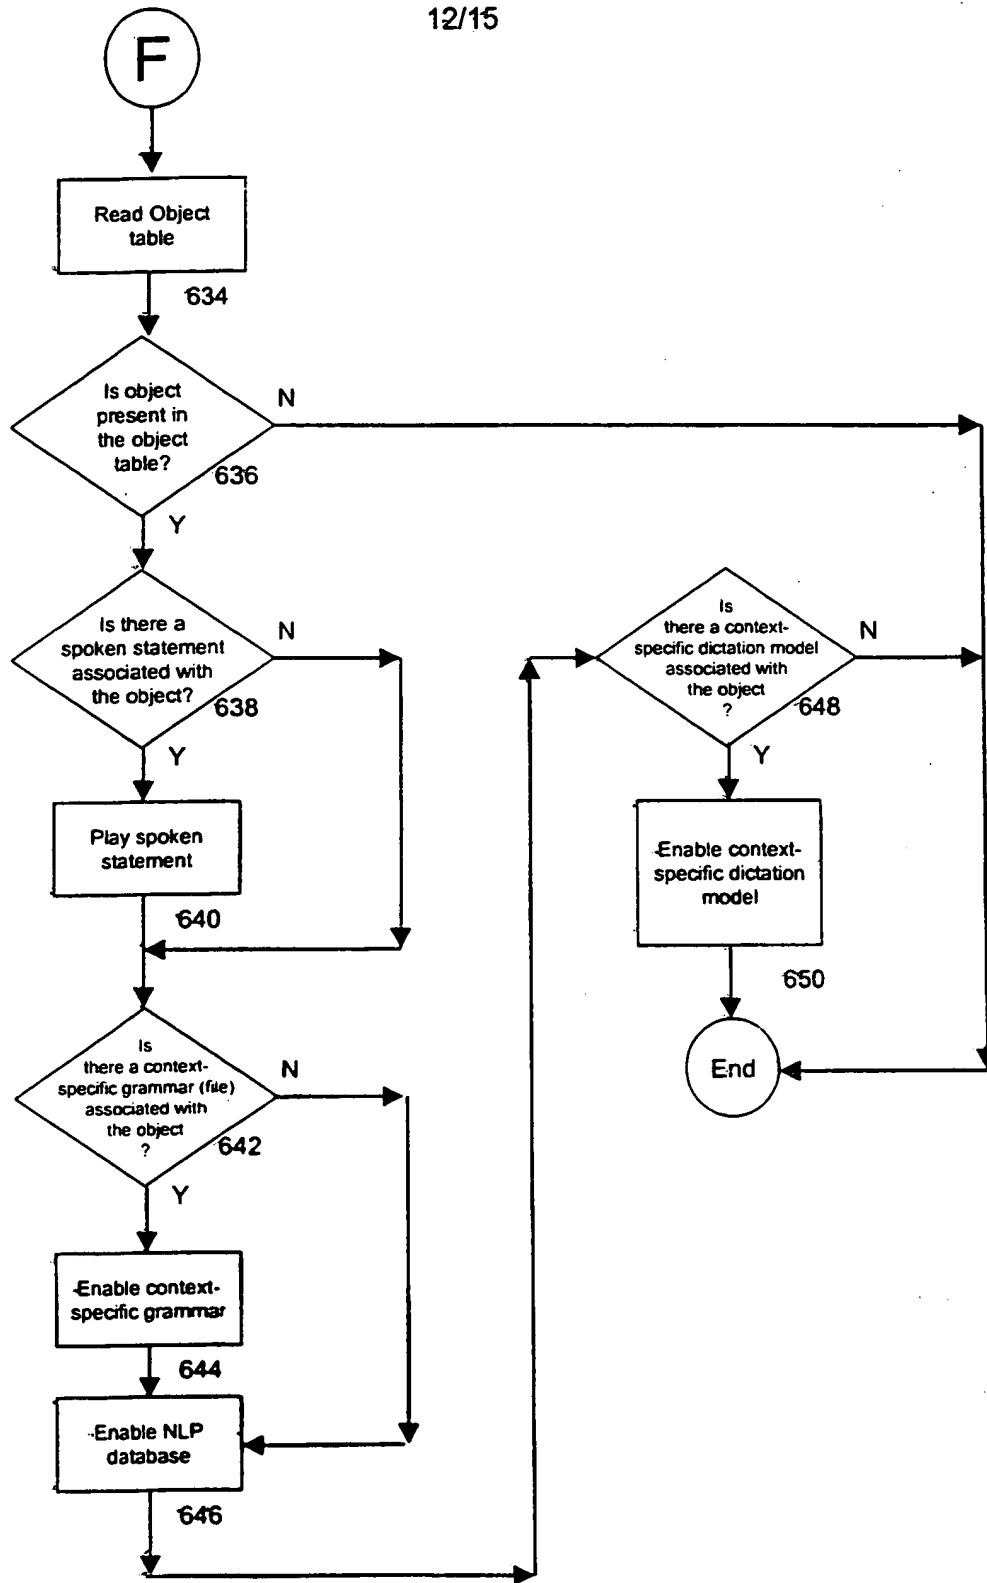 12/15
F
Read Object
table
634
Is object
present in
the object
table?
636
N
Y
Is there a
spoken statement
associated with
the object?
638
N
Y
Play spoken
statement
640
Is
there a context-
specific grammar (file)
associated with
the object
?
642
N
Y
Enable context-
specific grammar
644
Enable NLP
database
646
Is
there a context-
specific dictation model
associated with
the object
?
648
N
Y
Enable context-
specific dictation
model
650
End